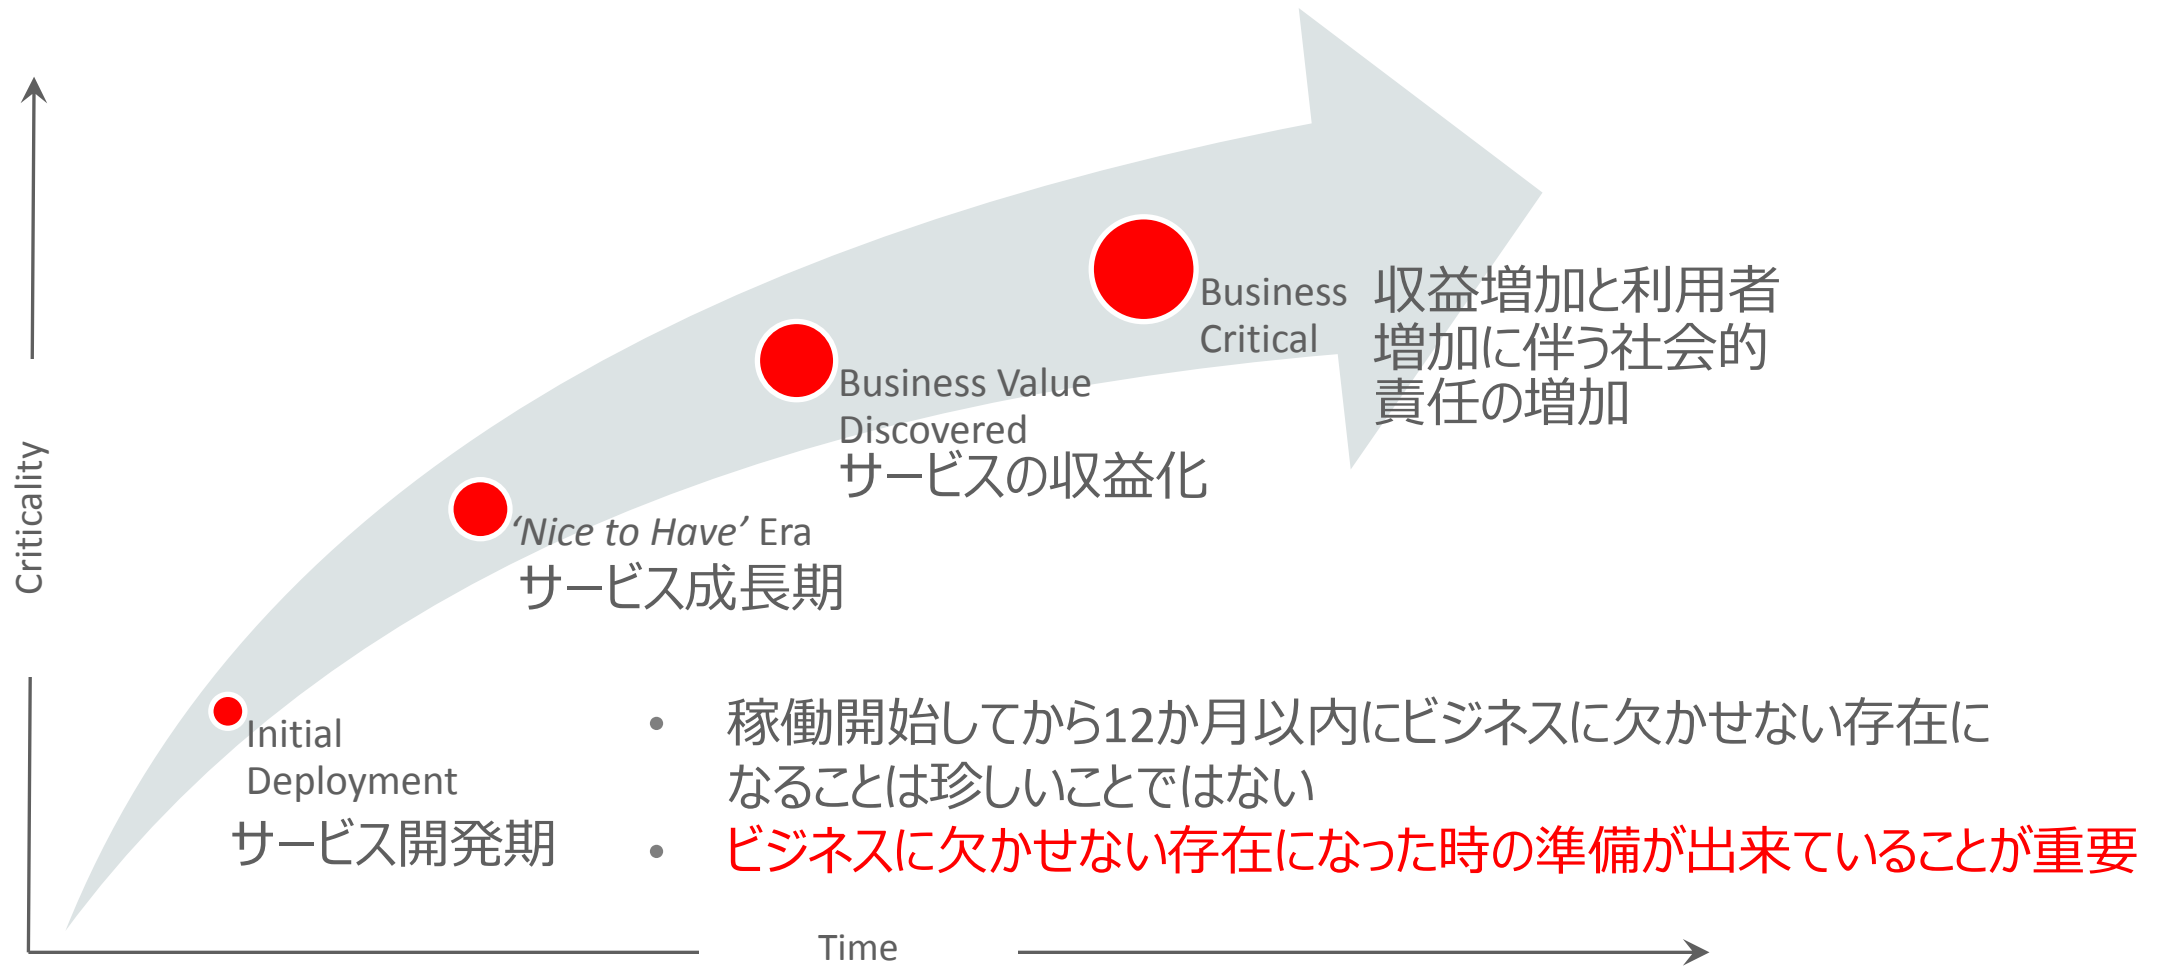 Criticality
Business
Critical
収益増加と利用者
増加に伴う社会的
責任の増加
Business Value
Discovered
サービスの収益化
‘Nice to Have’ Era
サービス成長期
Initial
Deployment
サービス開発期
• 稼働開始してから12か月以内にビジネスに欠かせない存在に
なることは珍しいことではない
• ビジネスに欠かせない存在になった時の準備が出来ていることが重要
Time